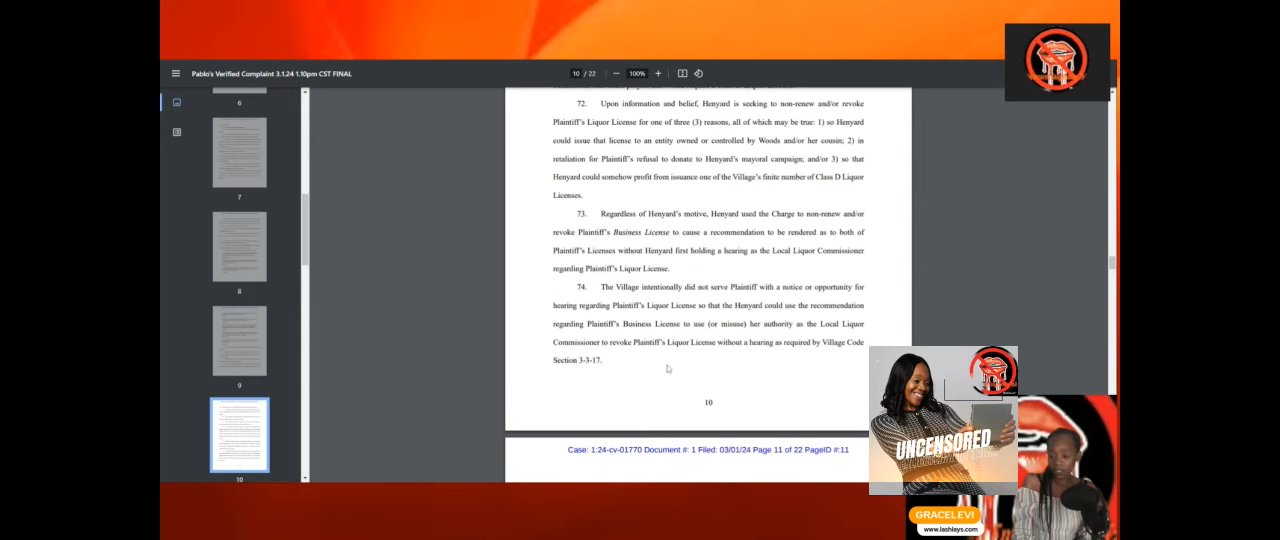 Pablo's Verified Complaint 3.1.24 1.10pm CST FINAL
10 / 22
100%
6
7
8
9
10
72. Upon information and belief, Henyard is seeking to non-renew and/or revoke
Plaintiff's Liquor License for one of three (3) reasons, all of which may be true: 1) so Henyard
could issue that license to an entity owned or controlled by Woods and/or her cousin; 2) in
retaliation for Plaintiff's refusal to donate to Henyard's mayoral campaign; and/or 3) so that
Henyard could somehow profit from issuance one of the Village's finite number of Class D Liquor
Licenses.
73. Regardless of Henyard's motive, Henyard used the Charge to non-renew and/or
revoke Plaintiff's Business License to cause a recommendation to be rendered as to both of
Plaintiff's Licenses without Henyard first holding a hearing as the Local Liquor Commissioner
regarding Plaintiff's Liquor License.
74. The Village intentionally did not serve Plaintiff with a notice or opportunity for
hearing regarding Plaintiff's Liquor License so that the Henyard could use the recommendation
regarding Plaintiff's Business License to use (or misuse) her authority as the Local Liquor
Commissioner to revoke Plaintiff's Liquor License without a hearing as required by Village Code
Section 3-3-17.
10
Case: 1:24-cv-01770 Document #: 1 Filed: 03/01/24 Page 11 of 22 PageID #:11
UNCENSORED
GRACELEVI
www.lashlays.com